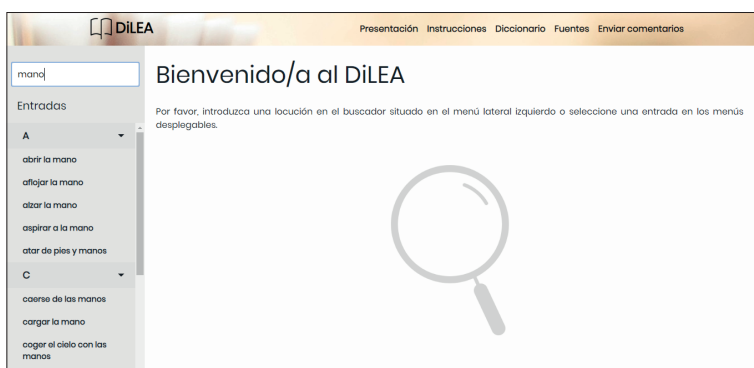 DiLEA
Presentación Instrucciones Diccionario Fuentes Enviar comentarios
mano
Entradas
A
abrir la mano
aflojar la mano
alzar la mano
aspirar a la mano
atar de pies y manos
C
caerse de las manos
cargar la mano
coger el cielo con las
manos
Bienvenido/a al DiLEA
Por favor, introduzca una locución en el buscador situado en el menú lateral izquierdo o seleccione una entrada en los menús
desplegables.